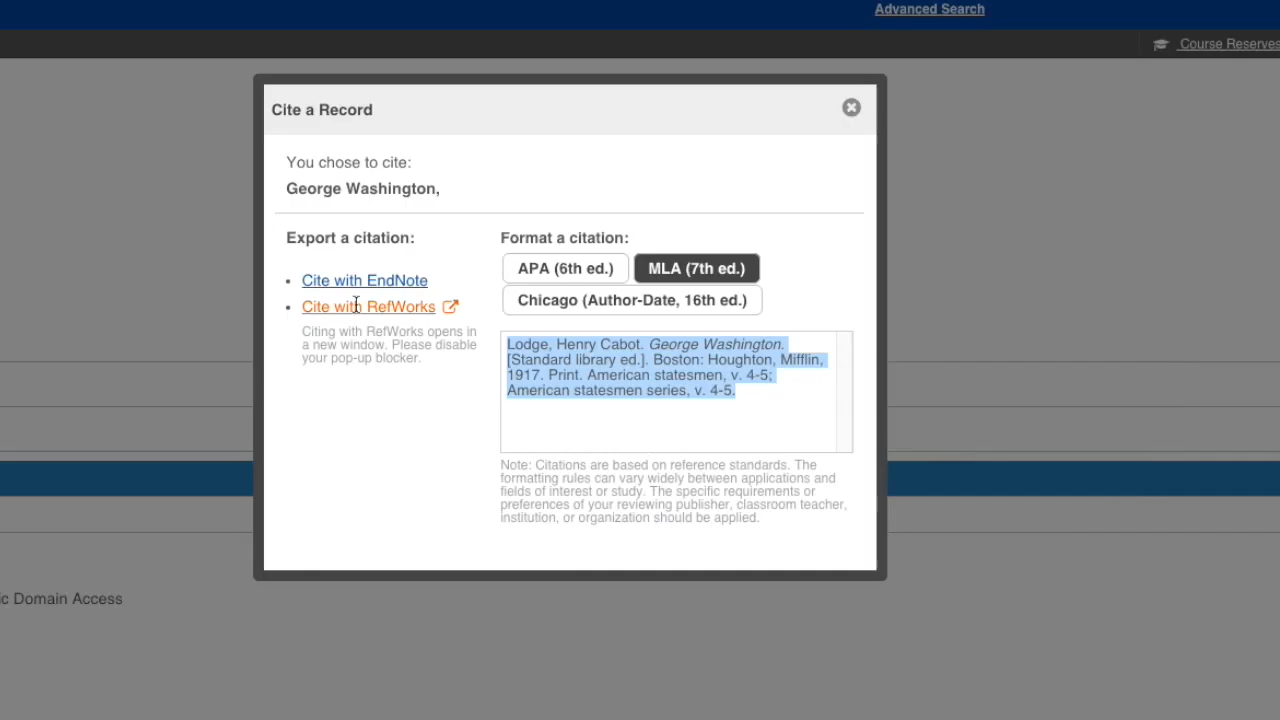 Advanced Search
Course Reserves
Cite a Record
You chose to cite:
George Washington,
Export a citation:
Cite with EndNote
Cite with RefWorks
Citing with RefWorks opens in
a new window. Please disable
your pop-up blocker.
Format a citation:
APA (6th ed.)
MLA (7th ed.)
Chicago (Author-Date, 16th ed.)
Lodge, Henry Cabot. George Washington.
[Standard library ed.]. Boston: Houghton, Mifflin,
1917. Print. American statesmen, v. 4-5;
American statesmen series, v. 4-5.
Note: Citations are based on reference standards. The
formatting rules can vary widely between applications and
fields of interest or study. The specific requirements or
preferences of your reviewing publisher, classroom teacher,
institution, or organization should be applied.
ic Domain Access